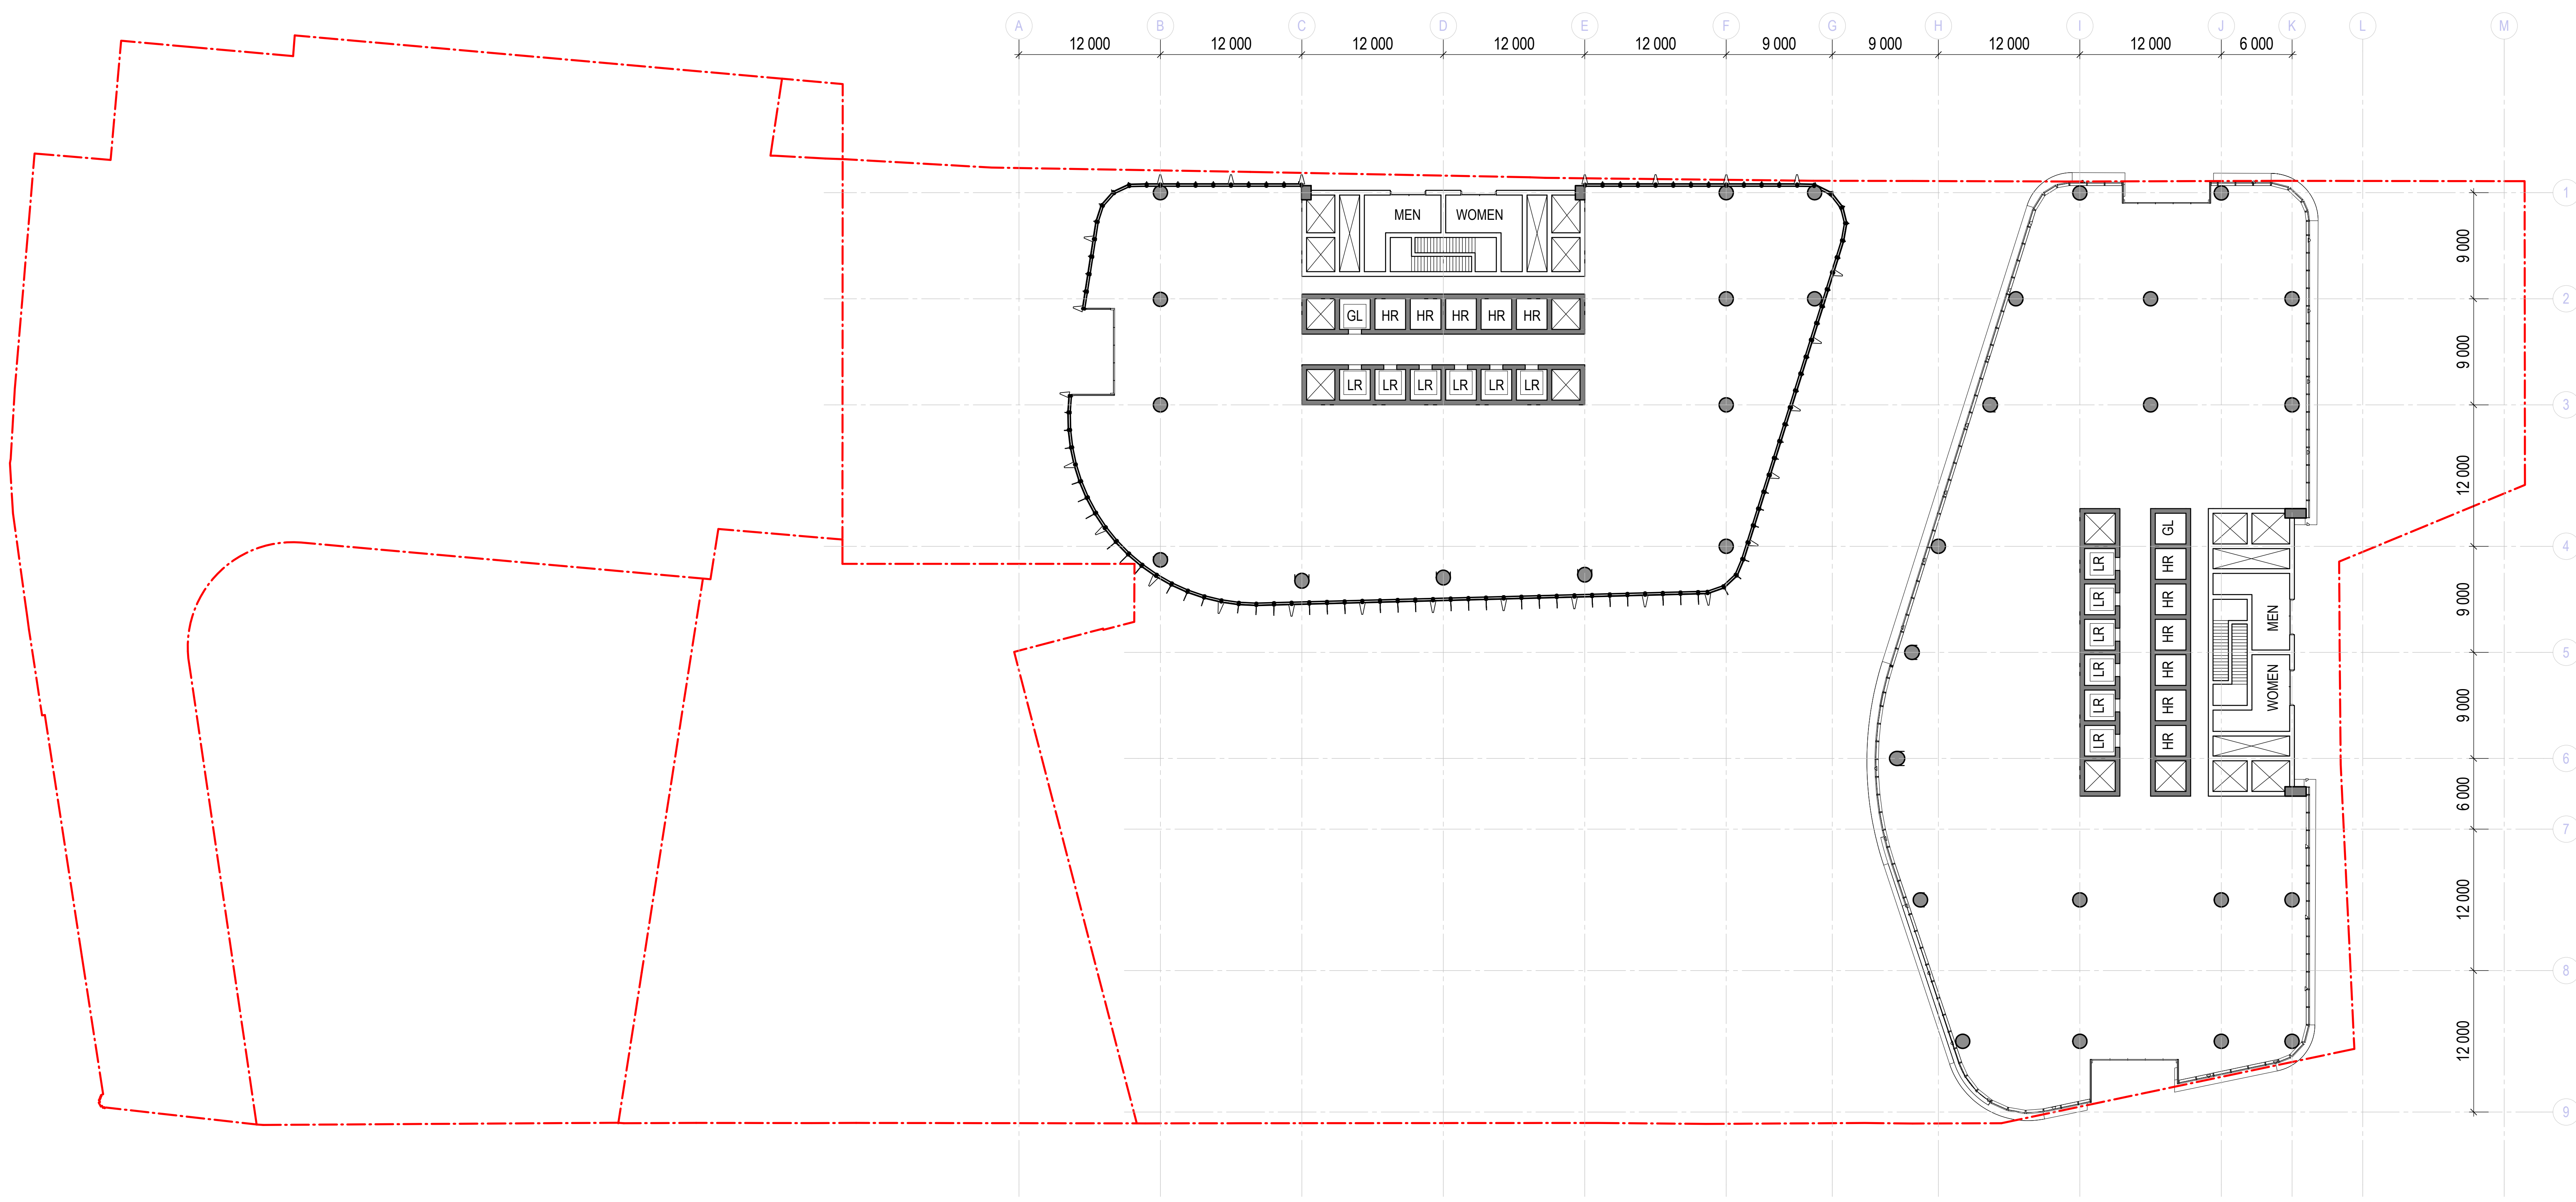 A B C D E F G H I J K L M
12 000 12 000 12 000 12 000 12 000 9 000 9 000 12 000 12 000 6 000
1
MEN WOMEN
9 000
2
GL HR HR HR HR HR
9 000
LR LR LR LR LR LR
3
12 000
GL
4
LR HR
9 000
LR HR
MEN
LR HR
5
LR HR
WOMEN
9 000
LR HR
LR HR
6
6 000
7
12 000
8
12 000
9